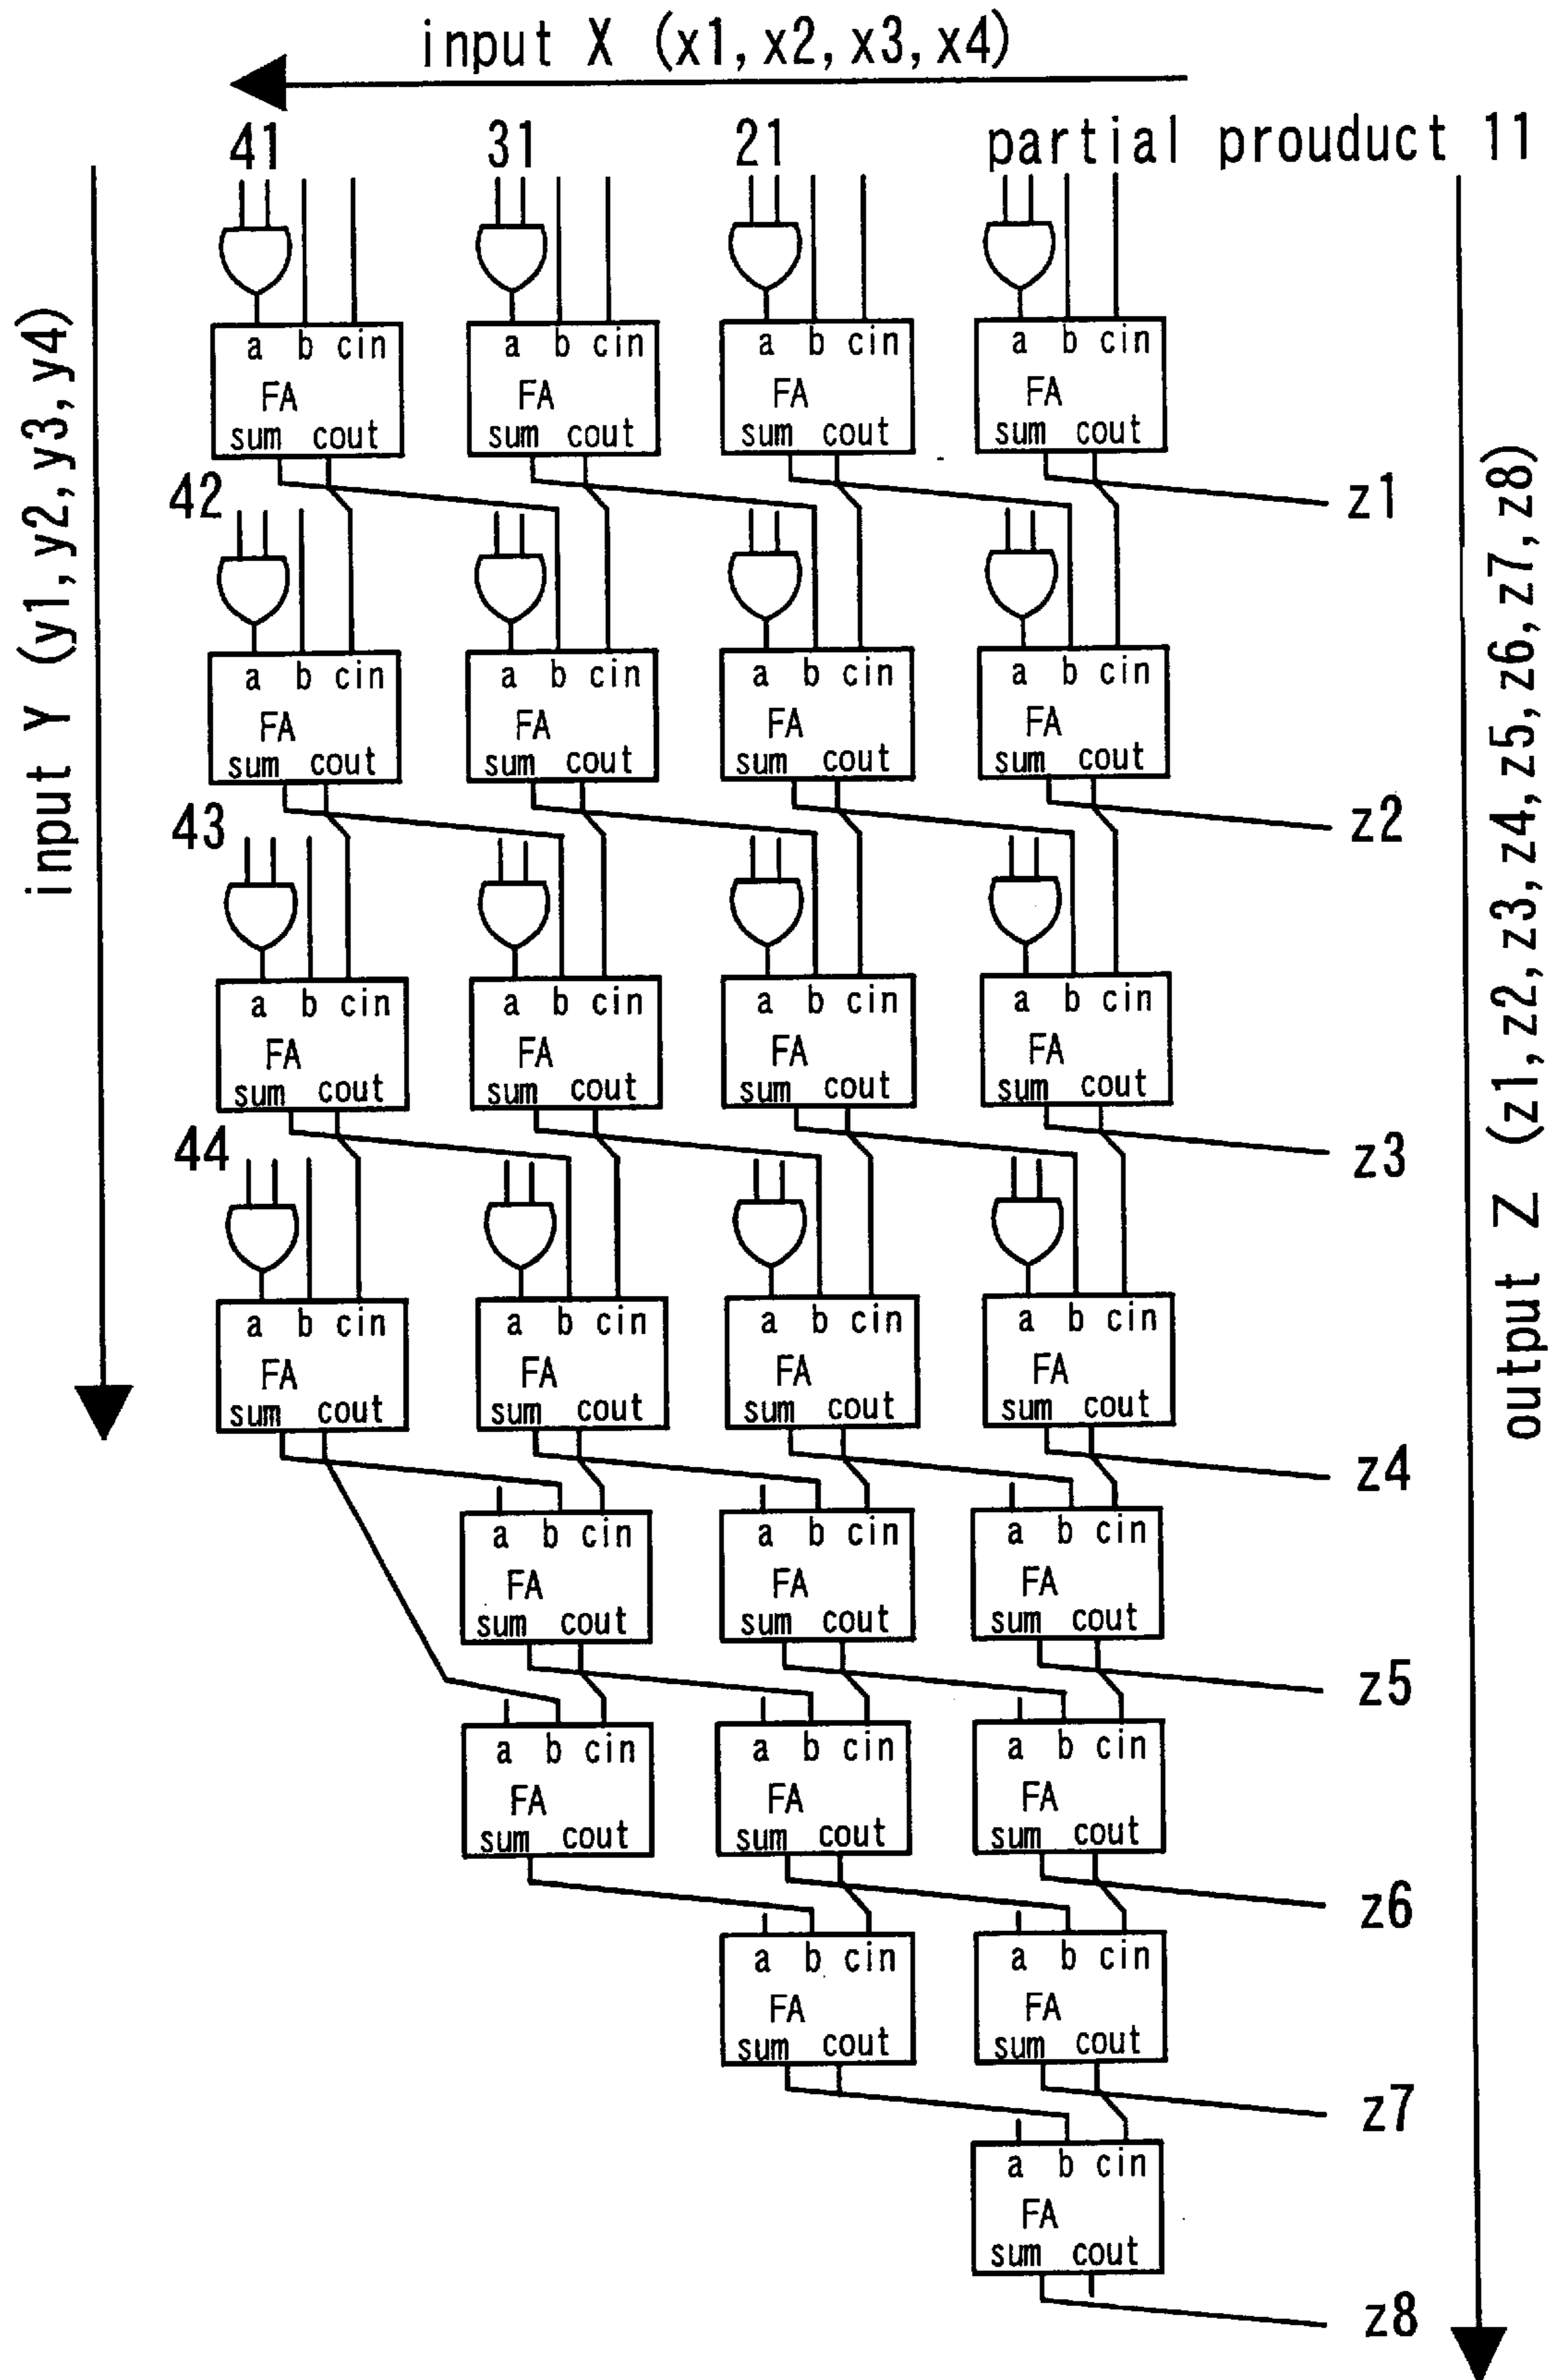 input X (x1, x2, x3, x4)
41 31 21 partial prouduct 11
input Y (y1, y2, y3, y4)
output Z (z1, z2, z3, z4, z5, z6, z7, z8)
a b cin a b cin a b cin a b cin
FA FA FA FA
sum cout sum cout sum cout sum cout
42 z1
a b cin a b cin a b cin a b cin
FA FA FA FA
sum cout sum cout sum cout sum cout
43 z2
a b cin a b cin a b cin a b cin
FA FA FA FA
sum cout sum cout sum cout sum cout
44 z3
a b cin a b cin a b cin a b cin
FA FA FA FA
sum cout sum cout sum cout sum cout
z4
a b cin a b cin a b cin
FA FA FA
sum cout sum cout sum cout
z5
a b cin a b cin a b cin
FA FA FA
sum cout sum cout sum cout
z6
a b cin a b cin
FA FA
sum cout sum cout
z7
a b cin
FA
sum cout
z8